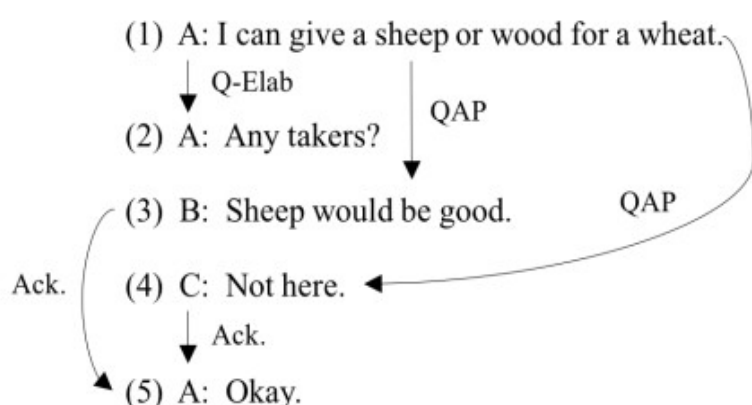 (1) A: I can give a sheep or wood for a wheat.
Q-Elab
QAP
(2) A: Any takers?
(3) B: Sheep would be good.
QAP
Ack.
(4) C: Not here.
Ack.
(5) A: Okay.